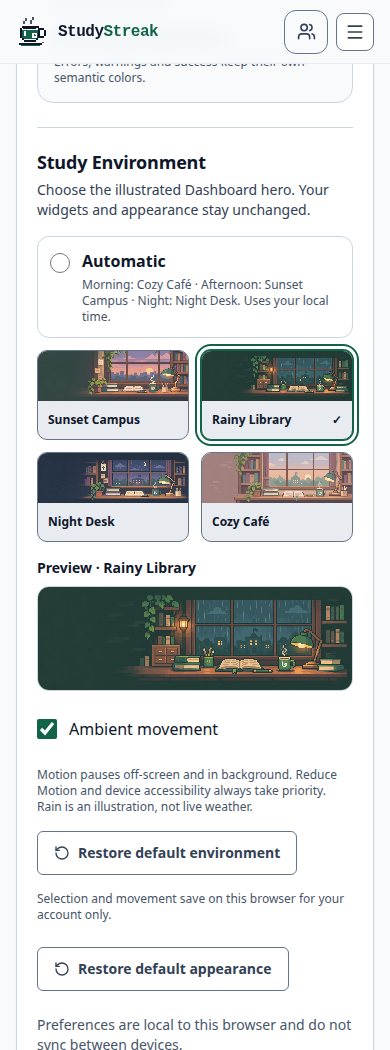 StudyStreak
Errors, warnings and success keep their own
semantic colors.
Study Environment
Choose the illustrated Dashboard hero. Your
widgets and appearance stay unchanged.
Automatic
Morning: Cozy Café · Afternoon: Sunset
Campus · Night: Night Desk. Uses your local
time.
Sunset Campus
Rainy Library ✓
Night Desk
Cozy Café
Preview · Rainy Library
Ambient movement
Motion pauses off-screen and in background. Reduce
Motion and device accessibility always take priority.
Rain is an illustration, not live weather.
Restore default environment
Selection and movement save on this browser for your
account only.
Restore default appearance
Preferences are local to this browser and do not
sync between devices.